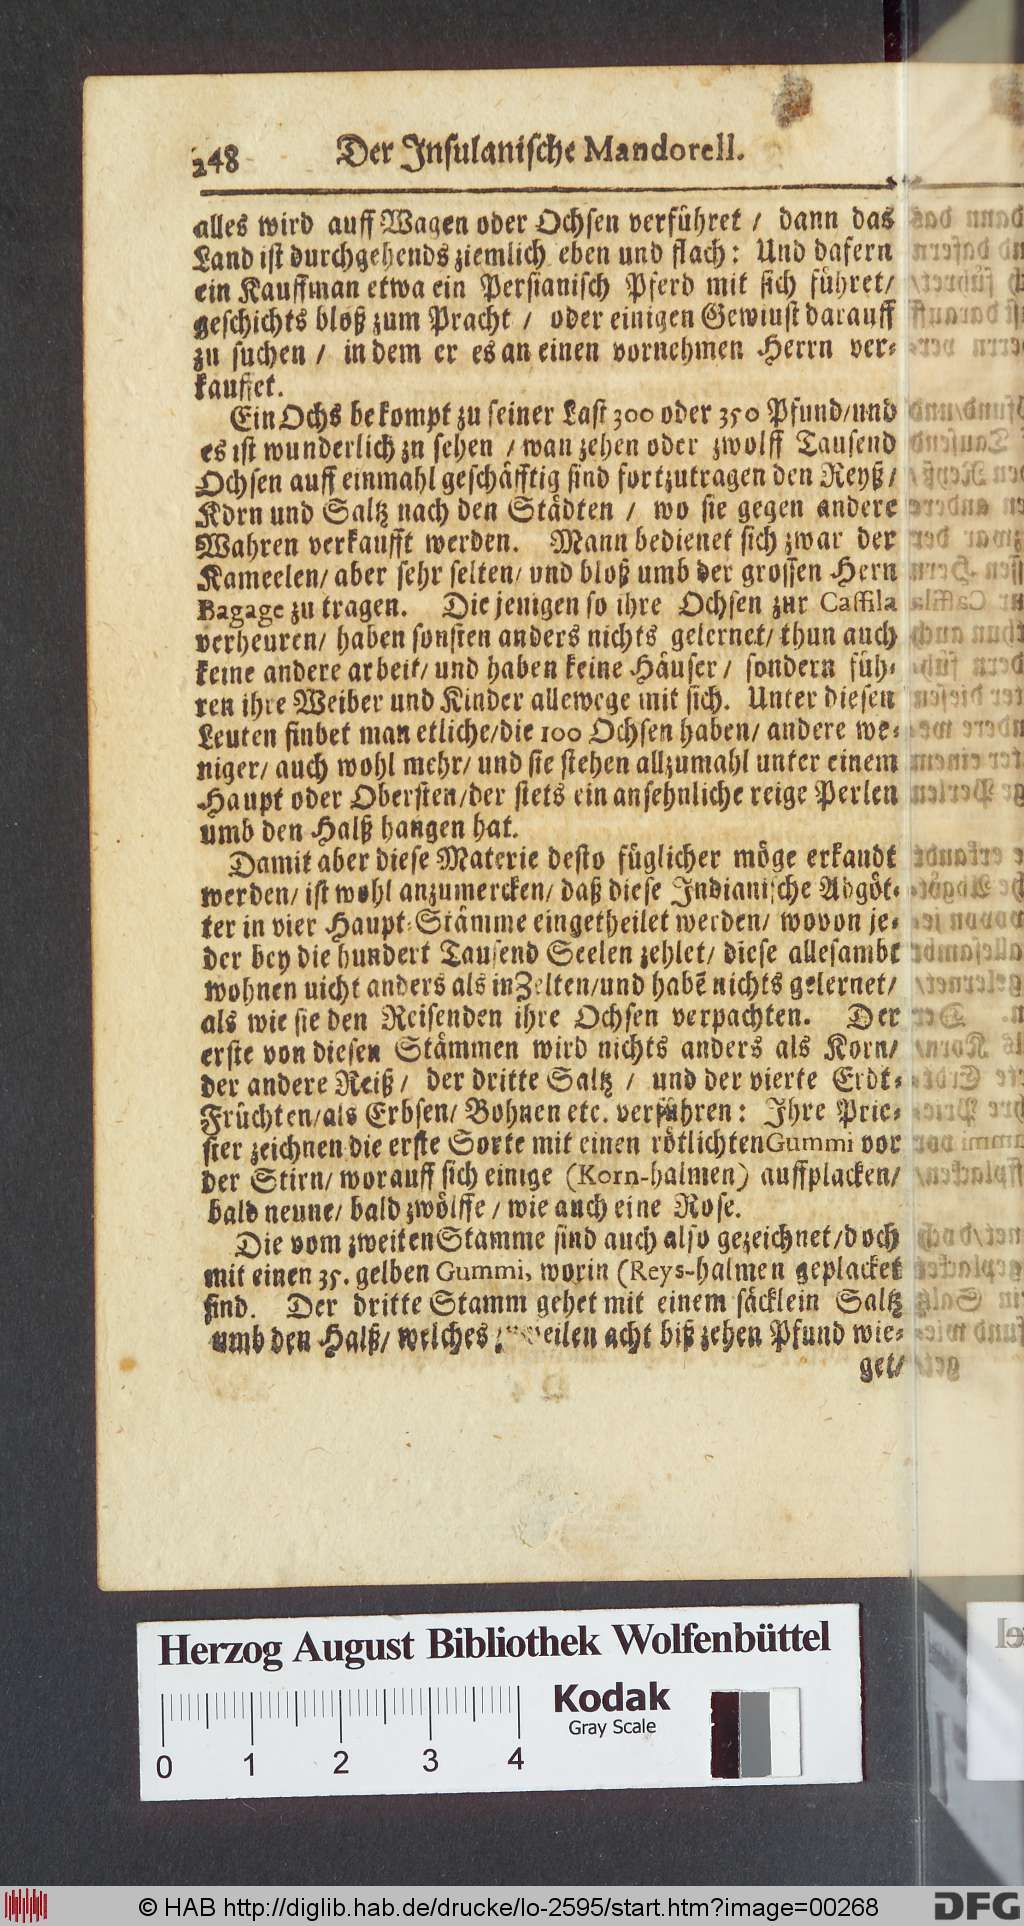 248 Der Insulanische Mandorell.
alles wird auff Wagen oder Ochsen verführet / dann das
Land ist durchgehends ziemlich eben und flach: Und dafern
ein Kauffman etwa ein Persianisch Pferd mit sich führet/
geschichts bloß zum Pracht / oder einigen Gewinst darauff
zu suchen / in dem er es an einen vornehmen Herrn ver-
kauffet.
Ein Ochs bekompt zu seiner Last 300 oder 350 Pfund/und
es ist wunderlich zu sehen / wan zehen oder zwolff Tausend
Ochsen auff einmahl geschäfftig sind fortzutragen den Reyß/
Korn und Saltz nach den Städten / wo sie gegen andere
Wahren verkaufft werden. Mann bedienet sich zwar der
Kameelen/ aber sehr selten/ und bloß umb der grossen Hern
Bagage zu tragen. Die jenigen so ihre Ochsen zur Caffila
verheuren/ haben sonsten anders nichts gelernet/ thun auch
keine andere arbeit/ und haben keine Häuser/ sondern füh-
ren ihre Weiber und Kinder allewege mit sich. Unter diesen
Leuten finbet man etliche/die 100 Ochsen haben/ andere we-
niger/ auch wohl mehr/ und sie stehen allzumahl unter einem
Haupt oder Obersten/der stets ein ansehnliche reige Perlen
umb den Halß hangen hat.
Damit aber diese Materie desto füglicher möge erkandt
werden/ ist wohl anzumercken/ daß diese Indianische Abgöt-
ter in vier Haupt-Stämme eingetheilet werden/ wovon je-
der bey die hundert Tausend Seelen zehlet/ diese allesambt
wohnen nicht anders als in Zelten/und habē nichts gelernet/
als wie sie den Reisenden ihre Ochsen verpachten. Der
erste von diesen Stämmen wird nichts anders als Korn/
der andere Reiß/ der dritte Saltz / und der vierte Erdt-
Früchten/als Erbsen/ Bohnen etc. verführen: Ihre Prie-
ster zeichnen die erste Sorte mit einen rötlichten Gummi vor
der Stirn/ worauff sich einige (Korn-halmen) auffplacken/
bald neune/ bald zwölffe/ wie auch eine Rose.
Die vom zweiten Stamme sind auch also gezeichnet/doch
mit einen 35. gelben Gummi, worin (Reys-halmen geplacket
sind. Der dritte Stamm gehet mit einem säcklein Saltz
umb den Halß/ welches zuweilen acht biß zehen Pfund wie-
get/
Herzog August Bibliothek Wolfenbüttel
Kodak
Gray Scale
0 1 2 3 4
© HAB http://diglib.hab.de/drucke/lo-2595/start.htm?image=00268
DFG